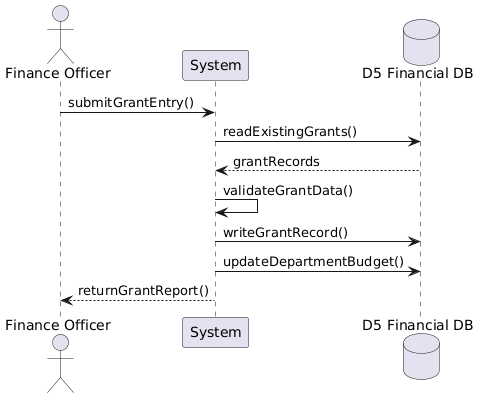 Finance Officer
System
D5 Financial DB
submitGrantEntry()
readExistingGrants()
grantRecords
validateGrantData()
writeGrantRecord()
updateDepartmentBudget()
returnGrantReport()
Finance Officer
System
D5 Financial DB